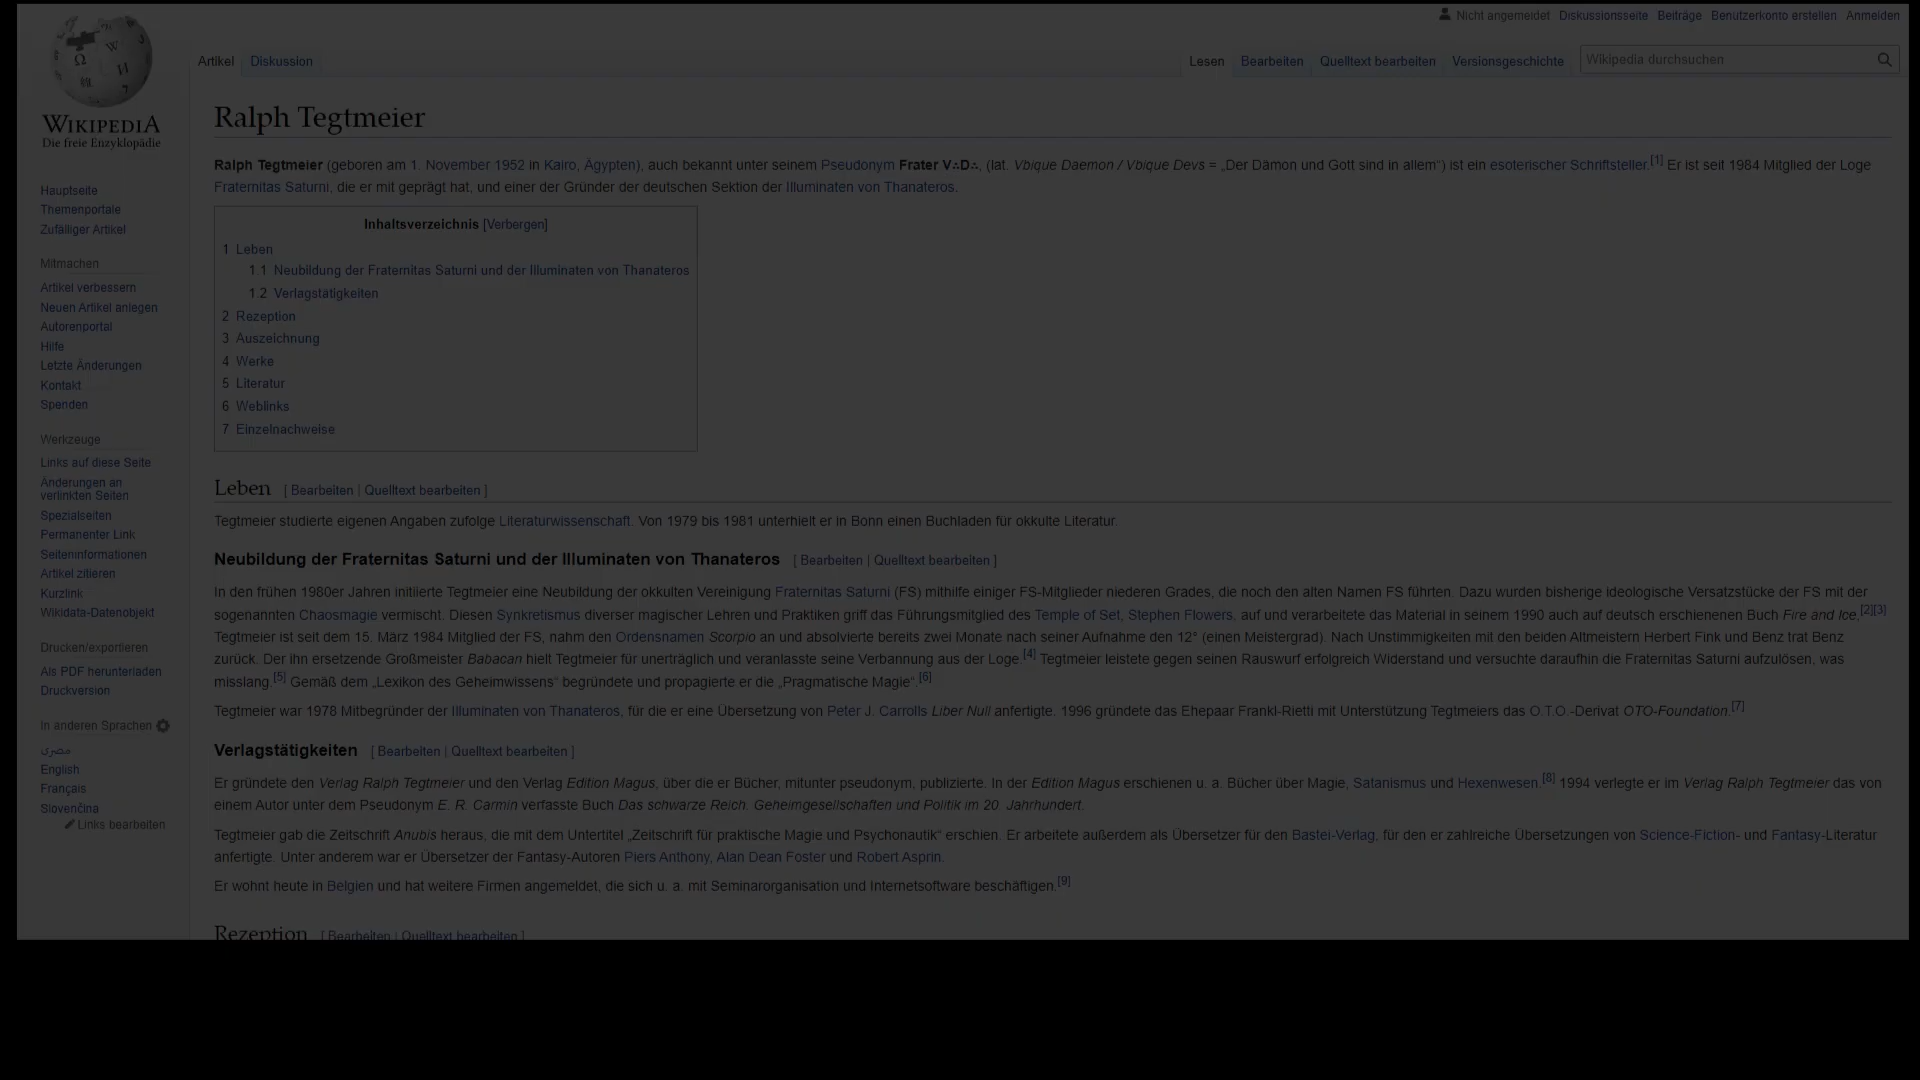 Nicht angemeldet Diskussionsseite Beiträge Benutzerkonto erstellen Anmelden
Artikel Diskussion Lesen Bearbeiten Quelltext bearbeiten Versionsgeschichte Wikipedia durchsuchen
WIKIPEDIA
Die freie Enzyklopädie
Hauptseite
Themenportale
Zufälliger Artikel
Mitmachen
Artikel verbessern
Neuen Artikel anlegen
Autorenportal
Hilfe
Letzte Änderungen
Kontakt
Spenden
Werkzeuge
Links auf diese Seite
Änderungen an
verlinkten Seiten
Spezialseiten
Permanenter Link
Seiteninformationen
Artikel zitieren
Kurzlink
Wikidata-Datenobjekt
Drucken/exportieren
Als PDF herunterladen
Druckversion
In anderen Sprachen
مصرى
English
Français
Slovenčina
Links bearbeiten
Ralph Tegtmeier
Ralph Tegtmeier (geboren am 1. November 1952 in Kairo, Ägypten), auch bekannt unter seinem Pseudonym Frater V∴D∴, (lat. Vbique Daemon / Vbique Devs = „Der Dämon und Gott sind in allem“) ist ein esoterischer Schriftsteller.[1] Er ist seit 1984 Mitglied der Loge
Fraternitas Saturni, die er mit geprägt hat, und einer der Gründer der deutschen Sektion der Illuminaten von Thanateros.
Inhaltsverzeichnis [Verbergen]
1 Leben
1.1 Neubildung der Fraternitas Saturni und der Illuminaten von Thanateros
1.2 Verlagstätigkeiten
2 Rezeption
3 Auszeichnung
4 Werke
5 Literatur
6 Weblinks
7 Einzelnachweise
Leben [ Bearbeiten | Quelltext bearbeiten ]
Tegtmeier studierte eigenen Angaben zufolge Literaturwissenschaft. Von 1979 bis 1981 unterhielt er in Bonn einen Buchladen für okkulte Literatur.
Neubildung der Fraternitas Saturni und der Illuminaten von Thanateros [ Bearbeiten | Quelltext bearbeiten ]
In den frühen 1980er Jahren initiierte Tegtmeier eine Neubildung der okkulten Vereinigung Fraternitas Saturni (FS) mithilfe einiger FS-Mitglieder niederen Grades, die noch den alten Namen FS führten. Dazu wurden bisherige ideologische Versatzstücke der FS mit der
sogenannten Chaosmagie vermischt. Diesen Synkretismus diverser magischer Lehren und Praktiken griff das Führungsmitglied des Temple of Set, Stephen Flowers, auf und verarbeitete das Material in seinem 1990 auch auf deutsch erschienenen Buch Fire and Ice.[2][3]
Tegtmeier ist seit dem 15. März 1984 Mitglied der FS, nahm den Ordensnamen Scorpio an und absolvierte bereits zwei Monate nach seiner Aufnahme den 12° (einen Meistergrad). Nach Unstimmigkeiten mit den beiden Altmeistern Herbert Fink und Benz trat Benz
zurück. Der ihn ersetzende Großmeister Babacan hielt Tegtmeier für unerträglich und veranlasste seine Verbannung aus der Loge.[4] Tegtmeier leistete gegen seinen Rauswurf erfolgreich Widerstand und versuchte daraufhin die Fraternitas Saturni aufzulösen, was
misslang.[5] Gemäß dem „Lexikon des Geheimwissens“ begründete und propagierte er die „Pragmatische Magie“.[6]
Tegtmeier war 1978 Mitbegründer der Illuminaten von Thanateros, für die er eine Übersetzung von Peter J. Carrolls Liber Null anfertigte. 1996 gründete das Ehepaar Franki-Rietti mit Unterstützung Tegtmeiers das O.T.O.-Derivat OTO-Foundation.[7]
Verlagstätigkeiten [ Bearbeiten | Quelltext bearbeiten ]
Er gründete den Verlag Ralph Tegtmeier und den Verlag Edition Magus, über die er Bücher, mitunter pseudonym, publizierte. In der Edition Magus erschienen u. a. Bücher über Magie, Satanismus und Hexenwesen.[8] 1994 verlegte er im Verlag Ralph Tegtmeier das von
einem Autor unter dem Pseudonym E. R. Carmin verfasste Buch Das schwarze Reich. Geheimgesellschaften und Politik im 20. Jahrhundert.
Tegtmeier gab die Zeitschrift Anubis heraus, die mit dem Untertitel „Zeitschrift für praktische Magie und Psychonautik“ erschien. Er arbeitete außerdem als Übersetzer für den Bastei-Verlag, für den er zahlreiche Übersetzungen von Science-Fiction- und Fantasy-Literatur
anfertigte. Unter anderem war er Übersetzer der Fantasy-Autoren Piers Anthony, Alan Dean Foster und Robert Asprin.
Er wohnt heute in Belgien und hat weitere Firmen angemeldet, die sich u. a. mit Seminarorganisation und Internetsoftware beschäftigen.[9]
Rezeption [ Bearbeiten | Quelltext bearbeiten ]